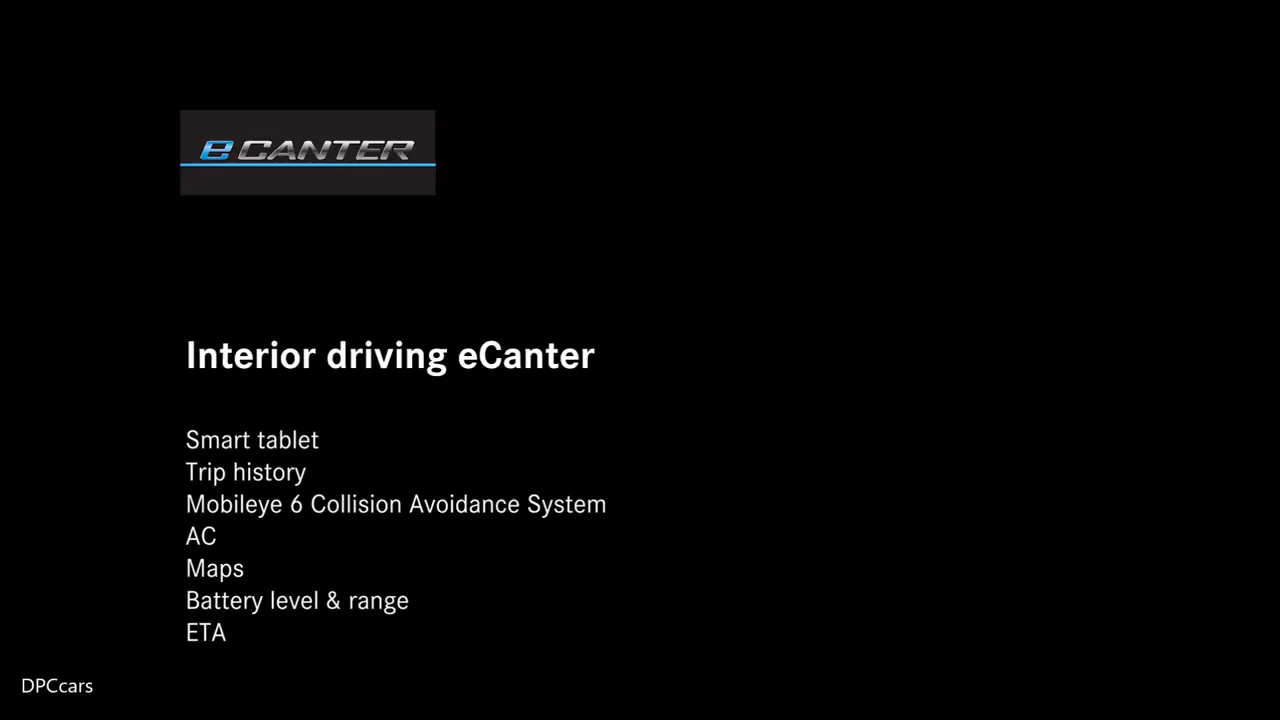 eCANTER
Interior driving eCanter
Smart tablet
Trip history
Mobileye 6 Collision Avoidance System
AC
Maps
Battery level & range
ETA
DPCcars